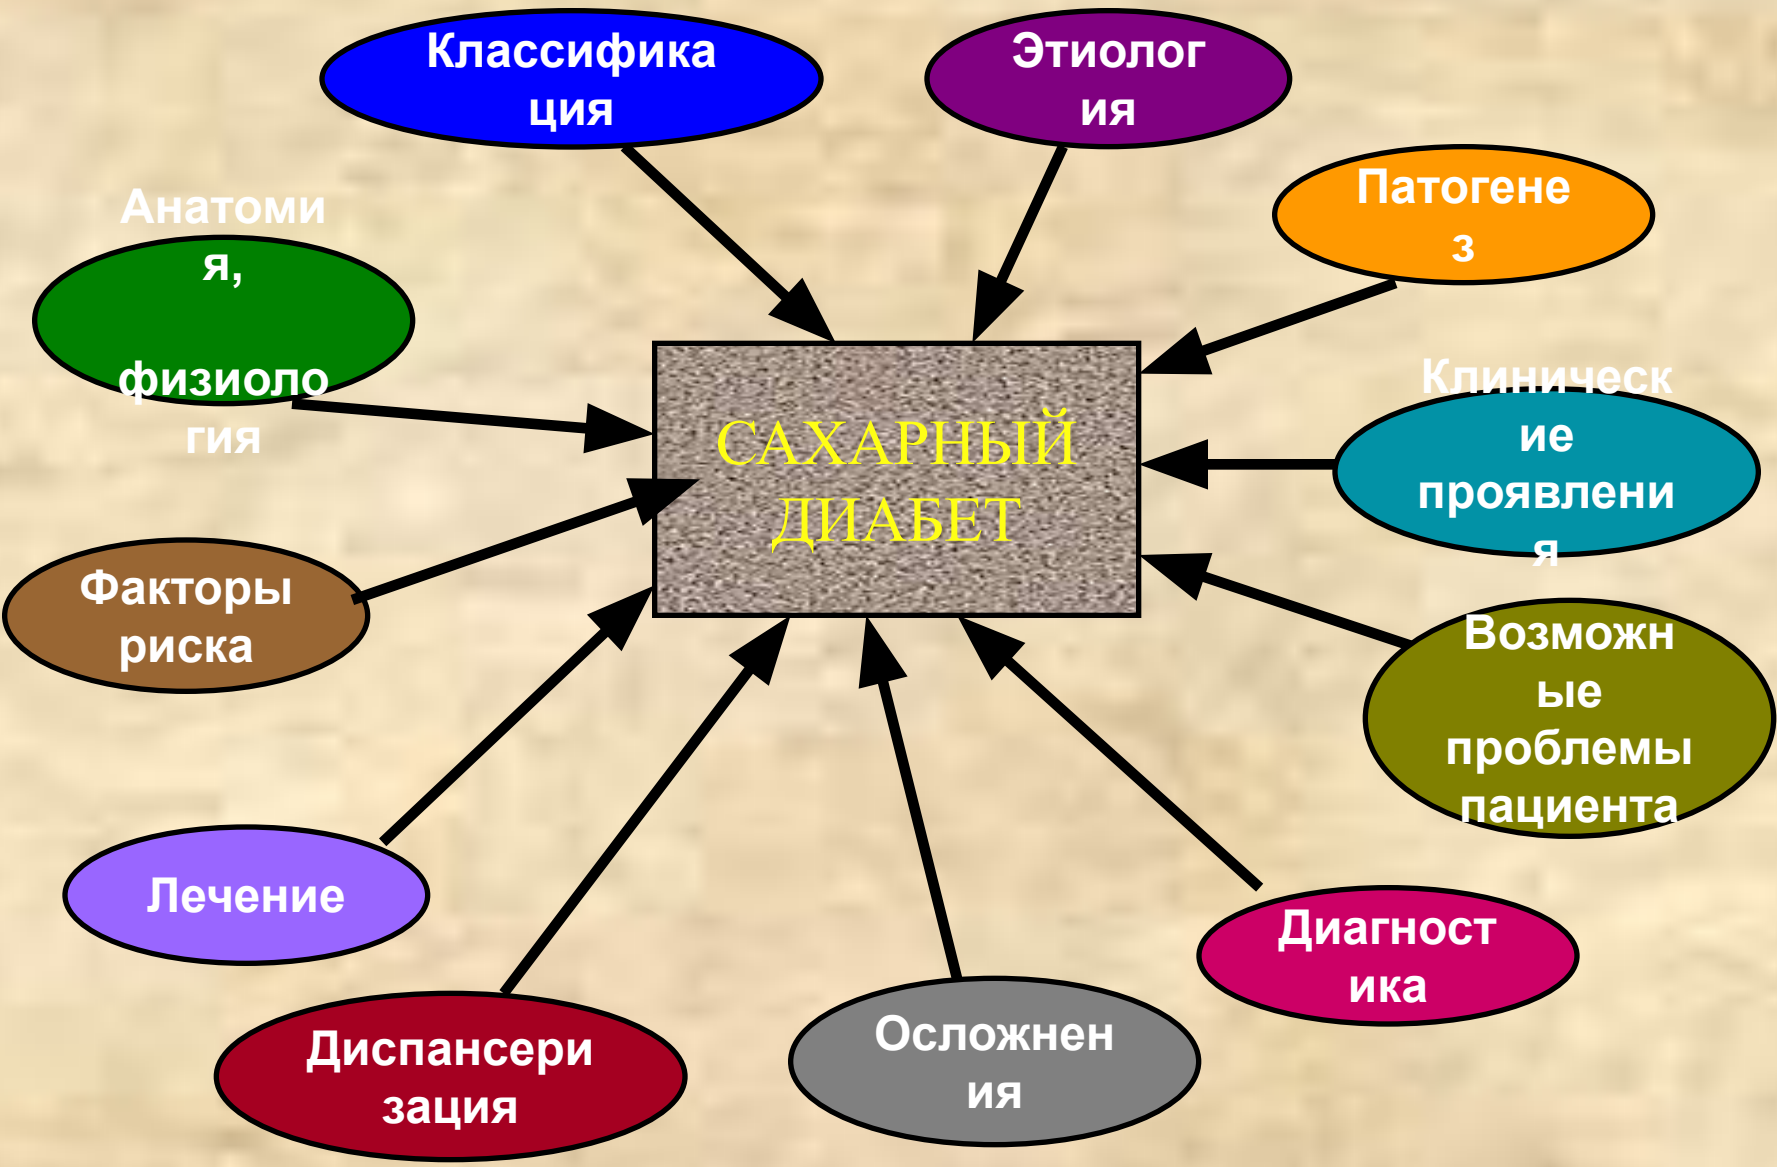 Классифика
ция
Этиолог
ия
Патогене
з
Анатоми
я,
физиоло
гия
Клиническ
ие
проявлени
я
САХАРНЫЙ
ДИАБЕТ
Факторы
риска
Возможн
ые
проблемы
пациента
Лечение
Диагност
ика
Диспансери
зация
Осложнен
ия